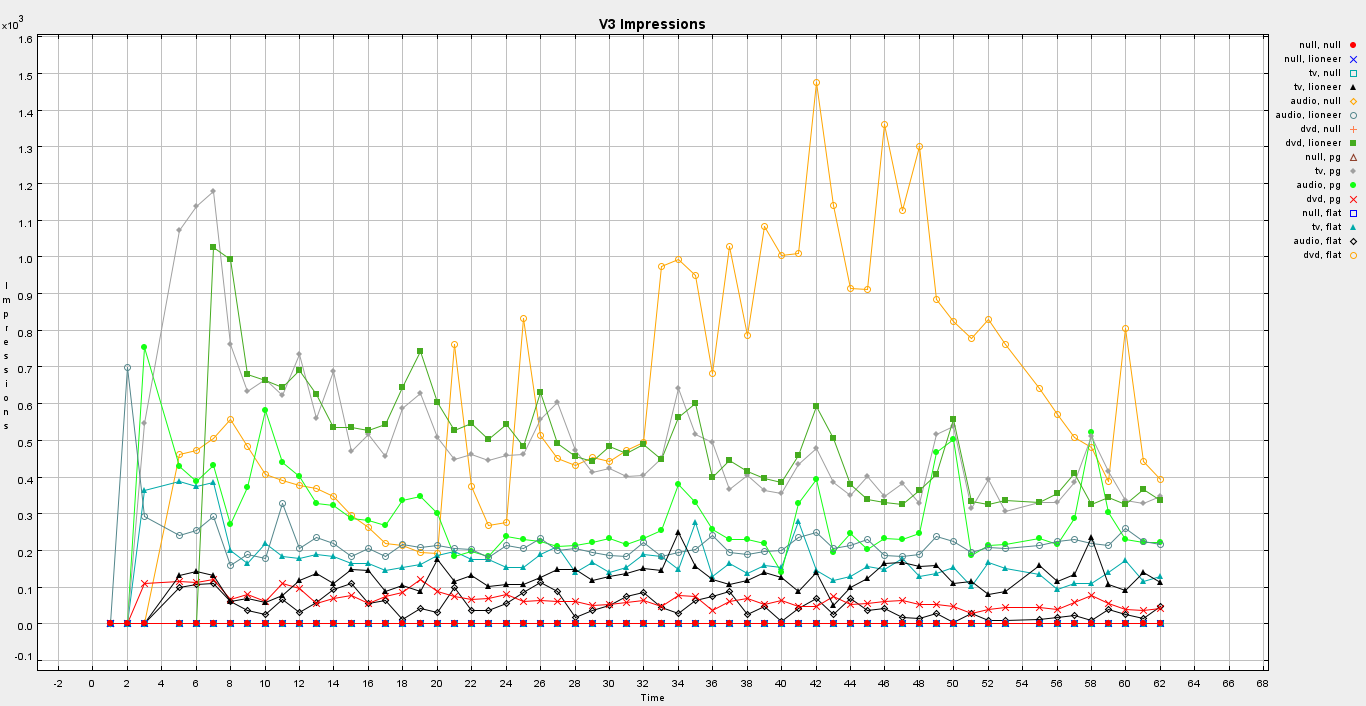 V3 Impressions
x10³
1.6
1.5
1.4
1.3
1.2
1.1
1.0
0.9
0.8
0.7
0.6
0.5
0.4
0.3
0.2
0.1
0.0
-0.1
Impressions
-2 0 2 4 6 8 10 12 14 16 18 20 22 24 26 28 30 32 34 36 38 40 42 44 46 48 50 52 54 56 58 60 62 64 66 68
Time
null, null
null, lioneer
tv, null
tv, lioneer
audio, null
audio, lioneer
dvd, null
dvd, lioneer
null, pg
tv, pg
audio, pg
dvd, pg
null, flat
tv, flat
audio, flat
dvd, flat